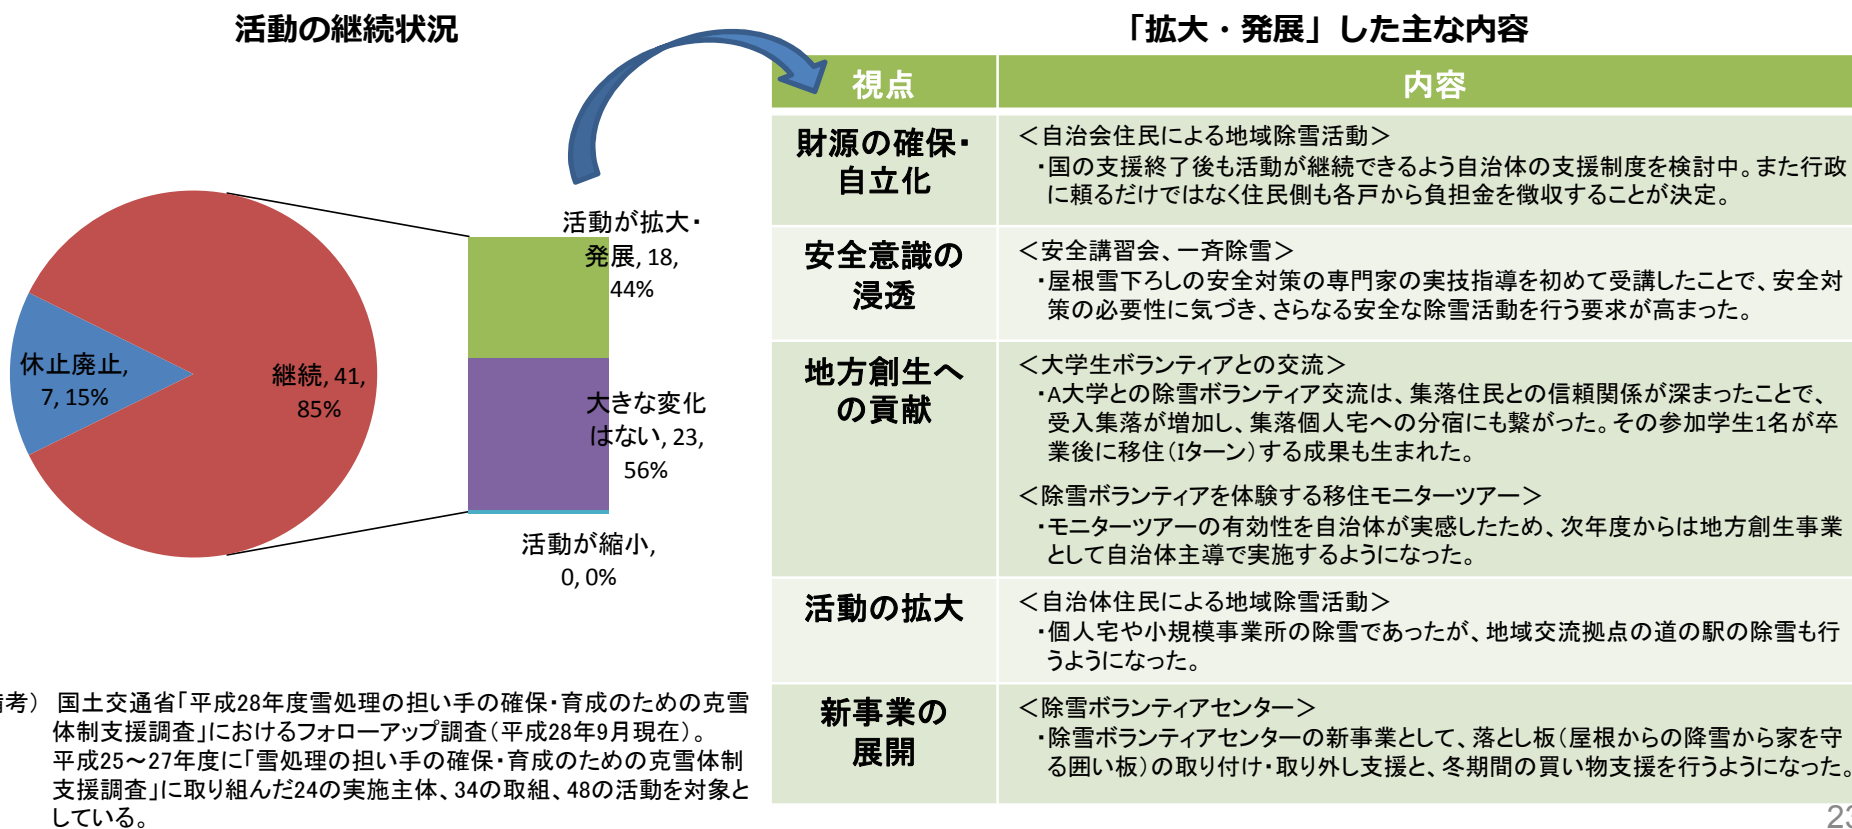 活動の継続状況
「拡大・発展」した主な内容
休止廃止,
7, 15%
継続, 41,
85%
活動が拡大・
発展, 18,
44%
大きな変化
はない, 23,
56%
活動が縮小,
0, 0%
視点
内容
財源の確保・
自立化
<自治会住民による地域除雪活動>
・国の支援終了後も活動が継続できるよう自治体の支援制度を検討中。また行政
に頼るだけではなく住民側も各戸から負担金を徴収することが決定。
安全意識の
浸透
<安全講習会、一斉除雪>
・屋根雪下ろしの安全対策の専門家の実技指導を初めて受講したことで、安全対
策の必要性に気づき、さらなる安全な除雪活動を行う要求が高まった。
地方創生へ
の貢献
<大学生ボランティアとの交流>
・A大学との除雪ボランティア交流は、集落住民との信頼関係が深まったことで、
受入集落が増加し、集落個人宅への分宿にも繋がった。その参加学生1名が卒
業後に移住(Iターン)する成果も生まれた。
<除雪ボランティアを体験する移住モニターツアー>
・モニターツアーの有効性を自治体が実感したため、次年度からは地方創生事業
として自治体主導で実施するようになった。
活動の拡大
<自治体住民による地域除雪活動>
・個人宅や小規模事業所の除雪であったが、地域交流拠点の道の駅の除雪も行
うようになった。
新事業の
展開
<除雪ボランティアセンター>
・除雪ボランティアセンターの新事業として、落とし板(屋根からの降雪から家を守
る囲い板)の取り付け・取り外し支援と、冬期間の買い物支援を行うようになった。
考) 国土交通省「平成28年度雪処理の担い手の確保・育成のための克雪
体制支援調査」におけるフォローアップ調査(平成28年9月現在)。
平成25～27年度に「雪処理の担い手の確保・育成のための克雪体制
支援調査」に取り組んだ24の実施主体、34の取組、48の活動を対象と
している。
23